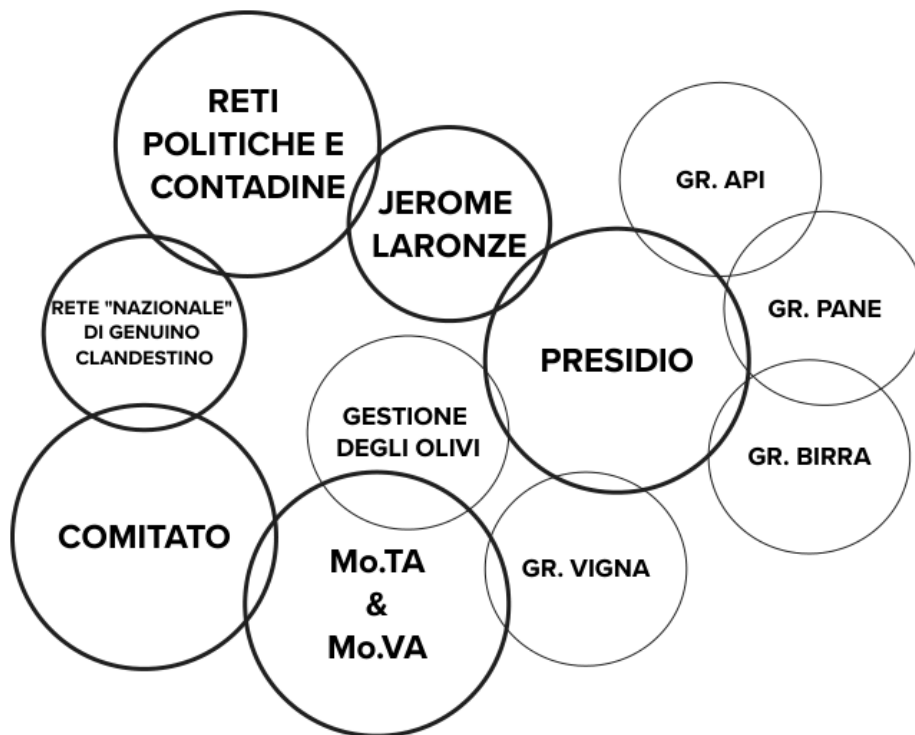 RETI
POLITICHE E
CONTADINE
JEROME
LARONZE
GR. API
RETE "NAZIONALE"
DI GENUINO
CLANDESTINO
GR. PANE
PRESIDIO
GESTIONE
DEGLI OLIVI
GR. BIRRA
COMITATO
Mo.TA
&
Mo.VA
GR. VIGNA